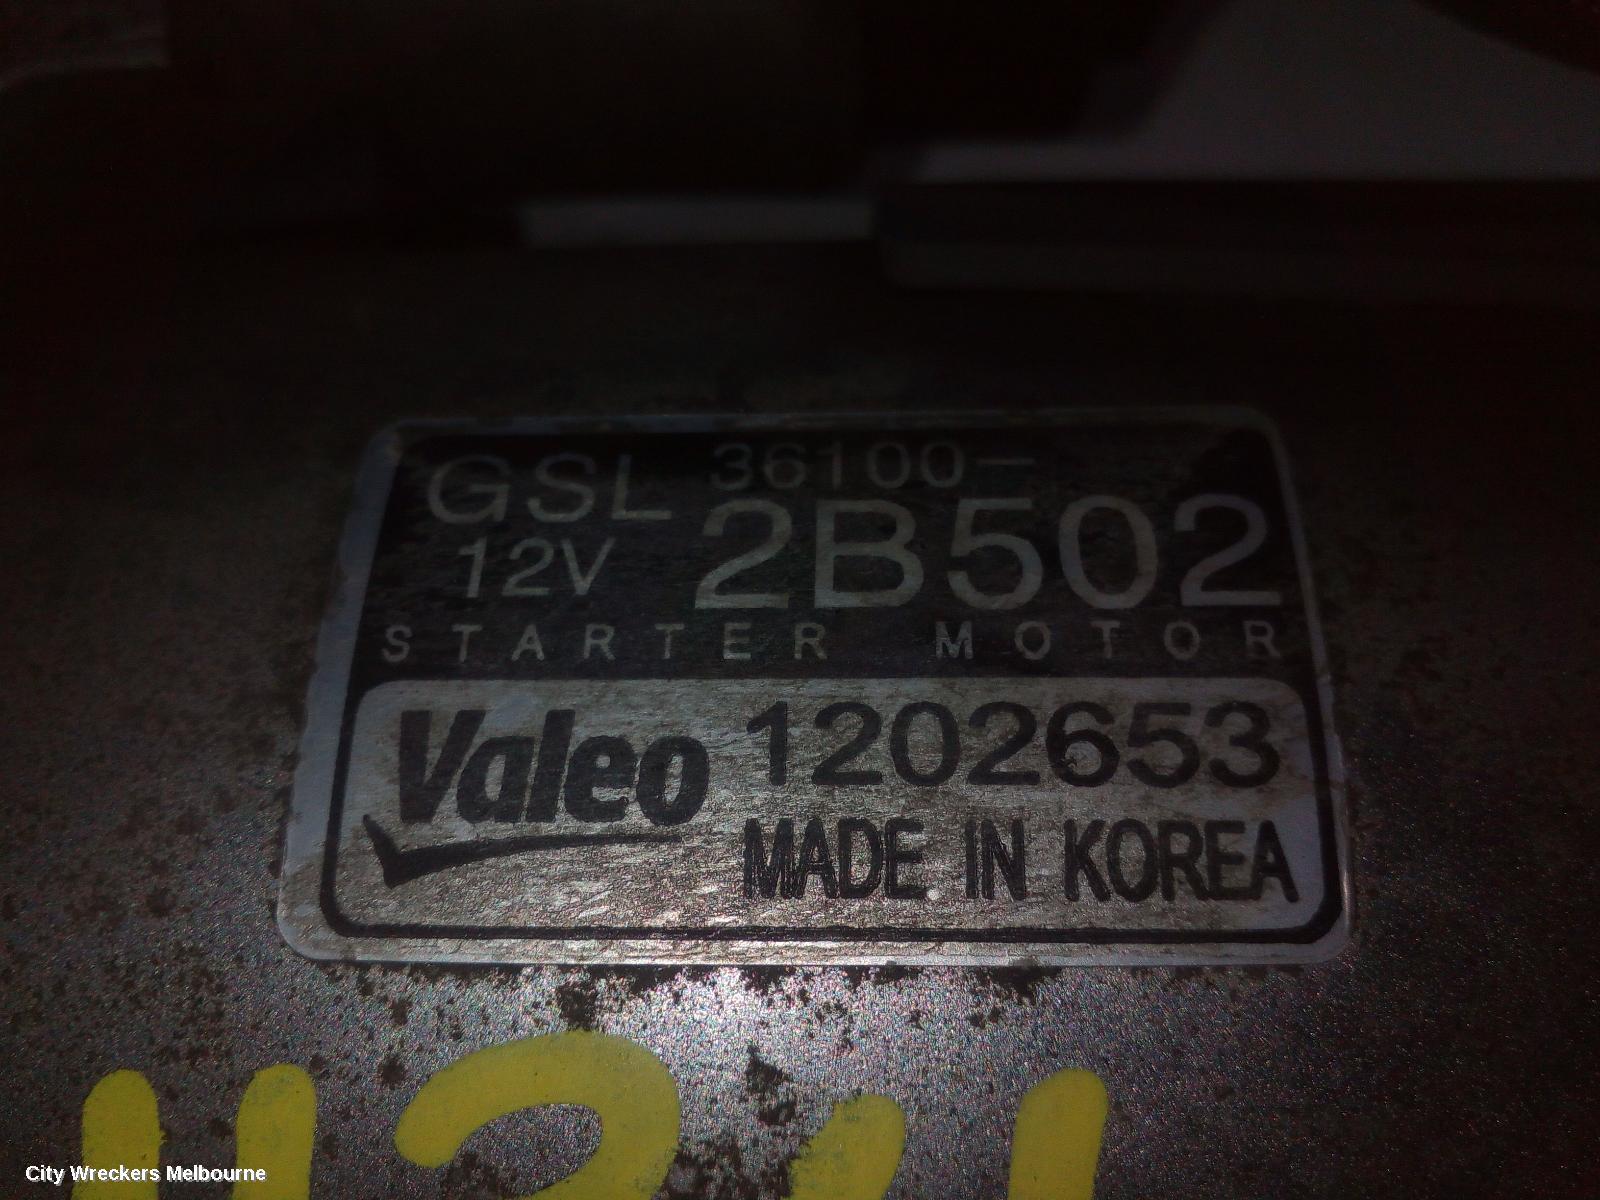 GSL 36100-
12V 2B502
STARTER MOTOR
Valeo 1202653
MADE IN KOREA
City Wreckers Melbourne